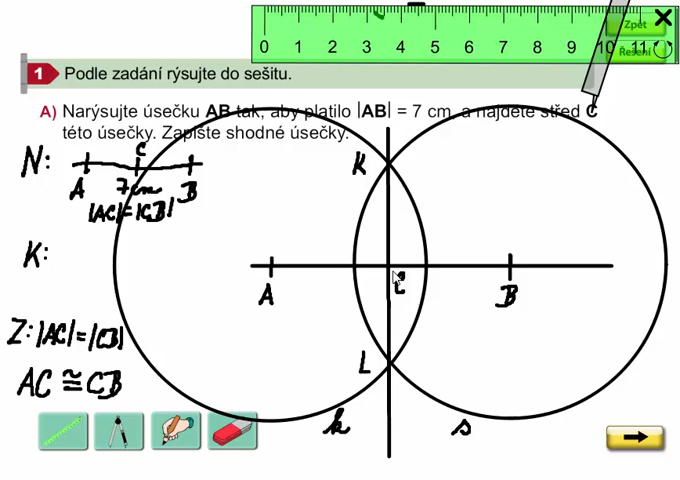 Zpět
0 1 2 3 4 5 6 7 8 9 10 11
Řešení
1 Podle zadání rýsujte do sešitu.
A) Narýsujte úsečku AB tak, aby platilo |AB| = 7 cm, a najděte střed C
této úsečky. Zapište shodné úsečky.
N:
C
A 7cm B
|AC|=|CB|
K
K:
A C B
Z: |AC|=|CB|
L
AC ≅ CB
k s